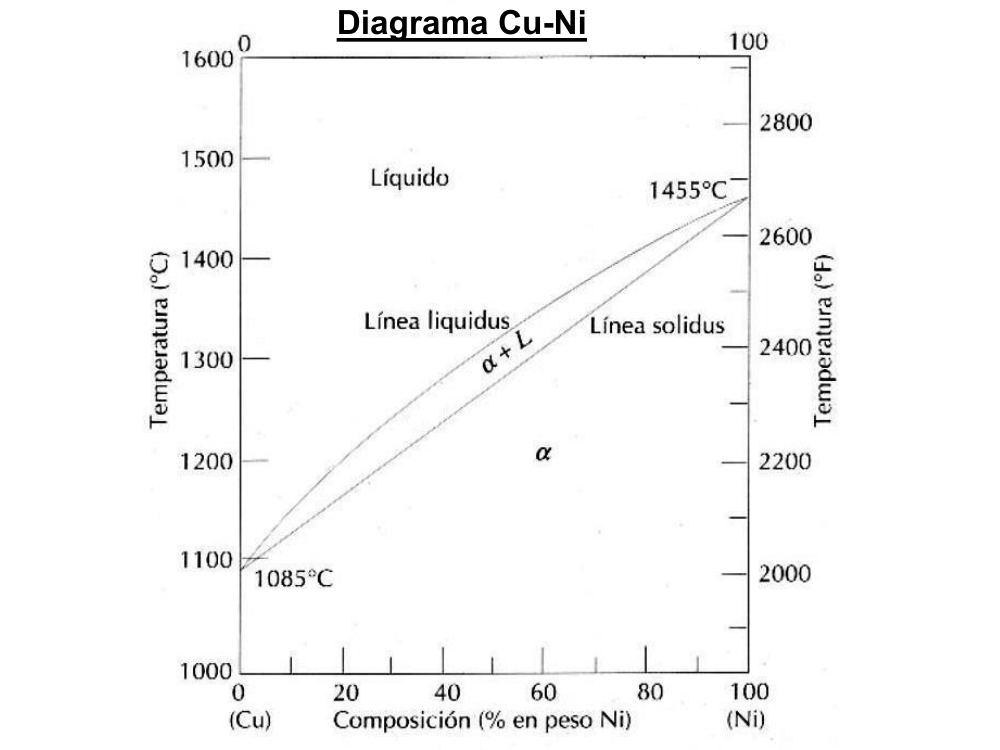 Diagrama Cu-Ni
0 100
1600
2800
1500
Líquido
1455°C
2600
1400
Línea liquidus
Línea solidus
α + L
2400
1300
Temperatura (°C)
Temperatura (°F)
α
1200
2200
1100
1085°C
2000
1000
0 20 40 60 80 100
(Cu) Composición (% en peso Ni) (Ni)